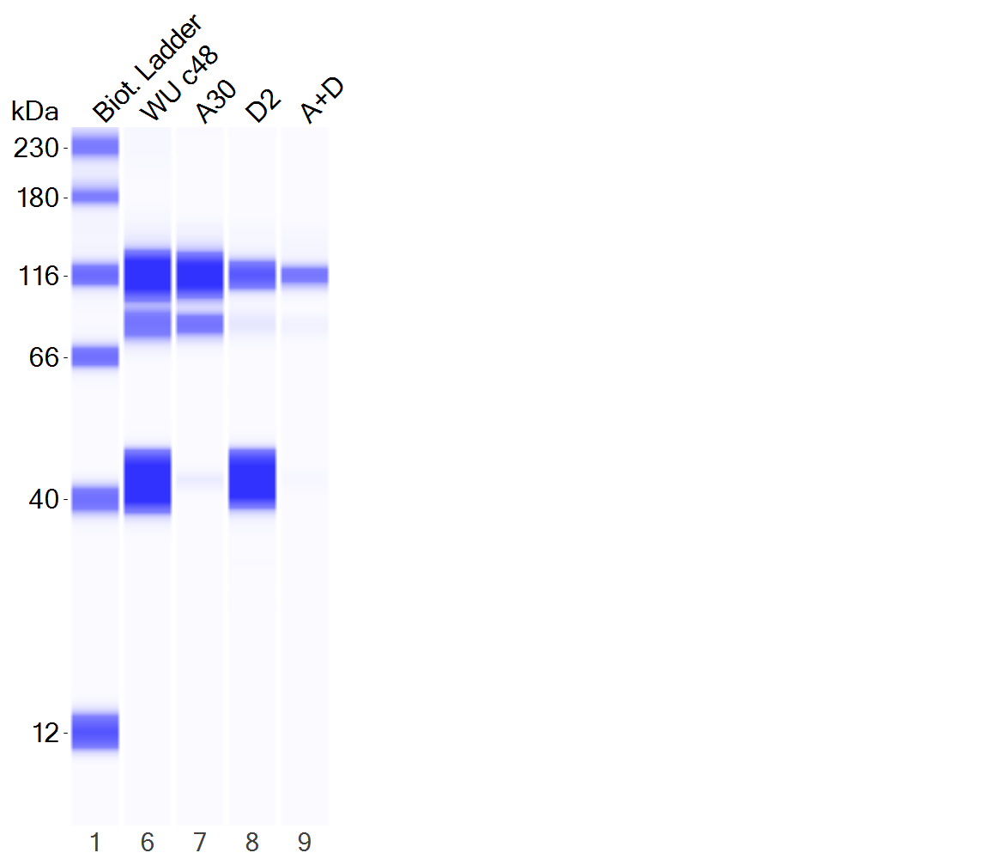 Biot. Ladder
WU c48
A30
D2
A+D
kDa
230
180
116
66
40
12
1 6 7 8 9